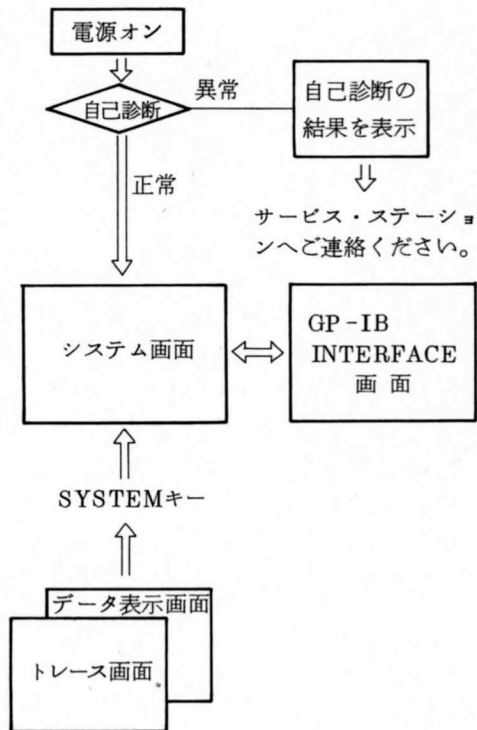 電源オン
自己診断
異常
自己診断の
結果を表示
正常
サービス・ステーショ
ンへご連絡ください。
システム画面
GP-IB
INTERFACE
画 面
SYSTEMキー
データ表示画面
トレース画面。